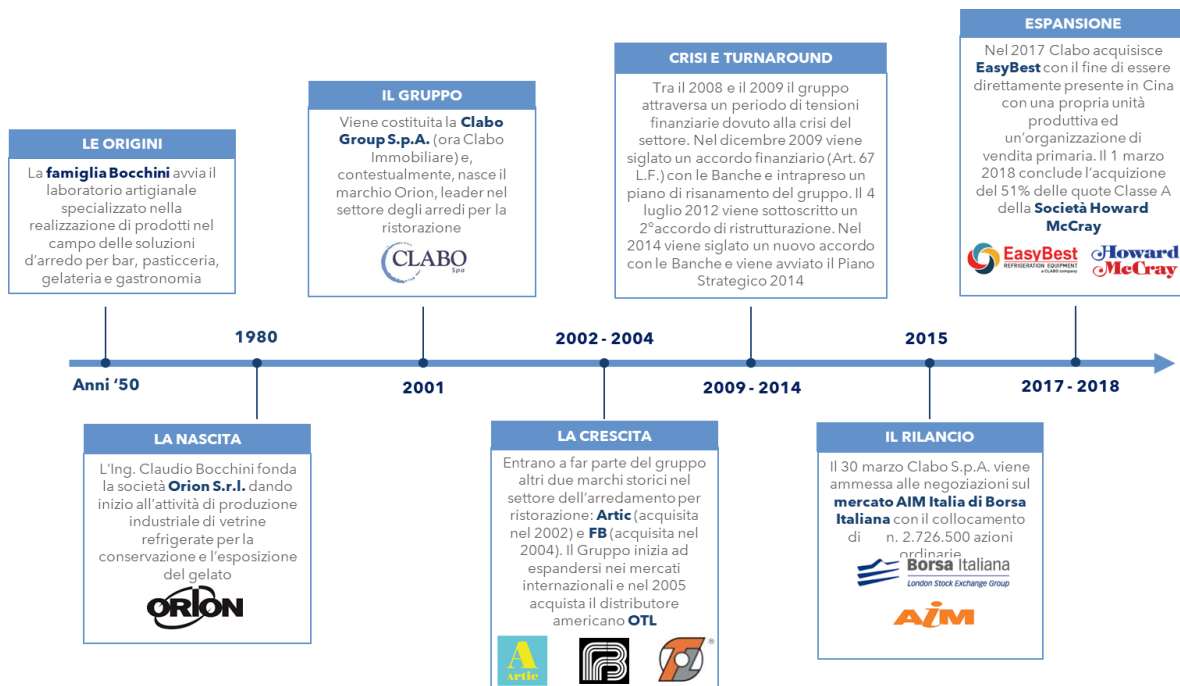 LE ORIGINI
La famiglia Bocchini avvia il
laboratorio artigianale
specializzato nella
realizzazione di prodotti nel
campo delle soluzioni
d'arredo per bar, pasticceria,
gelateria e gastronomia
Anni '50
1980
LA NASCITA
L'Ing. Claudio Bocchini fonda
la società Orion S.r.l. dando
inizio all'attività di produzione
industriale di vetrine
refrigerate per la
conservazione e l'esposizione
del gelato
ORION
IL GRUPPO
Viene costituita la Clabo
Group S.p.A. (ora Clabo
Immobiliare) e,
contestualmente, nasce il
marchio Orion, leader nel
settore degli arredi per la
ristorazione
CLABO
Spa
2001
2002 - 2004
LA CRESCITA
Entrano a far parte del gruppo
altri due marchi storici nel
settore dell'arredamento per
ristorazione: Artic (acquisita
nel 2002) e FB (acquisita nel
2004). Il Gruppo inizia ad
espandersi nei mercati
internazionali e nel 2005
acquista il distributore
americano OTL
A
Artic
FB
®
CRISI E TURNAROUND
Tra il 2008 e il 2009 il gruppo
attraversa un periodo di tensioni
finanziarie dovuto alla crisi del
settore. Nel dicembre 2009 viene
siglato un accordo finanziario (Art. 67
L.F.) con le Banche e intrapreso un
piano di risanamento del gruppo. Il 4
luglio 2012 viene sottoscritto un
2°accordo di ristrutturazione. Nel
2014 viene siglato un nuovo accordo
con le Banche e viene avviato il Piano
Strategico 2014
2009 - 2014
2015
IL RILANCIO
Il 30 marzo Clabo S.p.A. viene
ammessa alle negoziazioni sul
mercato AIM Italia di Borsa
Italiana con il collocamento
di n. 2.726.500 azioni
ordinarie
Borsa Italiana
London Stock Exchange Group
AiM
ESPANSIONE
Nel 2017 Clabo acquisisce
EasyBest con il fine di essere
direttamente presente in Cina
con una propria unità
produttiva ed
un'organizzazione di
vendita primaria. Il 1 marzo
2018 conclude l'acquizione
del 51% delle quote Classe A
della Società Howard
McCray
EasyBest
REFRIGERATION EQUIPMENT
a CLABO company
Howard
McCray
2017 - 2018